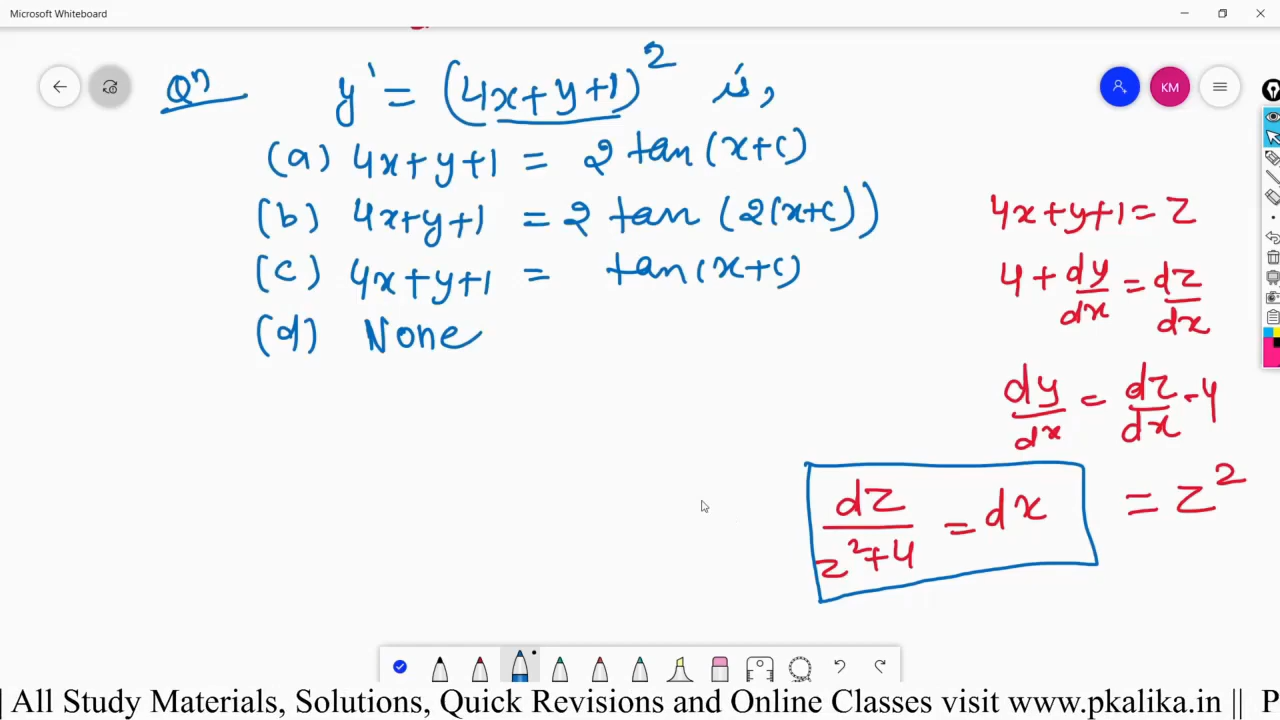 Microsoft Whiteboard
Qn y' = (4x+y+1)^2 is,
KM
(a) 4x+y+1 = 2 tan(x+c)
(b) 4x+y+1 = 2 tan (2(x+c))
(c) 4x+y+1 = tan(x+c)
(d) None
4x+y+1 = z
4 + dy/dx = dz/dx
dy/dx = dz/dx - 4
= z^2
dz/z^2+4 = dx
| All Study Materials, Solutions, Quick Revisions and Online Classes visit www.pkalika.in || P